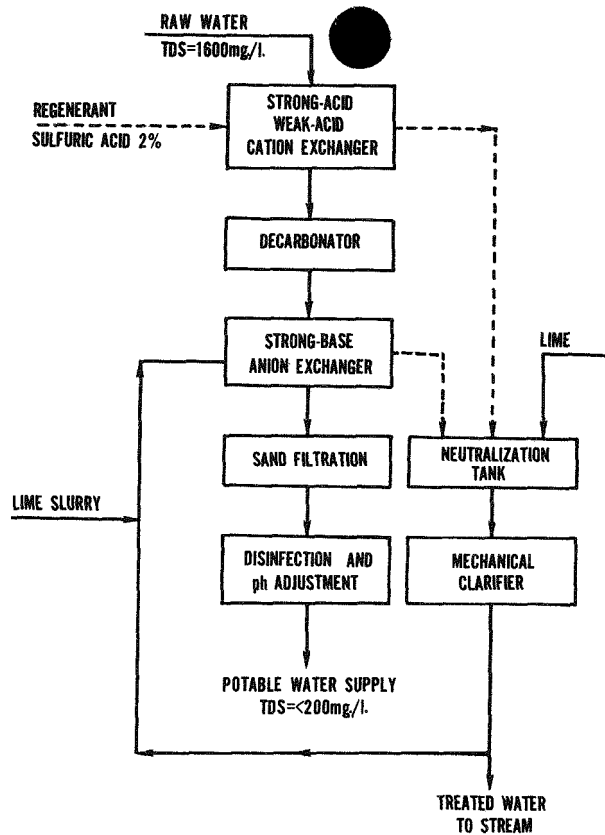 RAW WATER
TDS=1600mg./l.
STRONG-ACID
WEAK-ACID
CATION EXCHANGER
REGENERANT
SULFURIC ACID 2%
DECARBONATOR
STRONG-BASE
ANION EXCHANGER
LIME
SAND FILTRATION
NEUTRALIZATION
TANK
LIME SLURRY
DISINFECTION AND
ph ADJUSTMENT
MECHANICAL
CLARIFIER
POTABLE WATER SUPPLY
TDS=<200mg./l.
TREATED WATER
TO STREAM